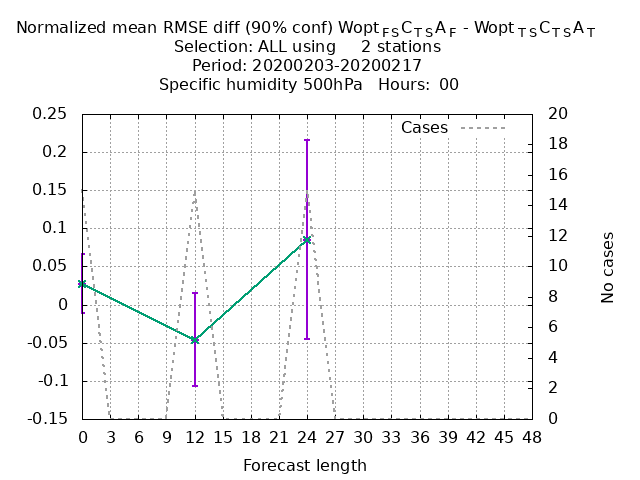 Normalized mean RMSE diff (90% conf) Wopt FS C TS A F - Wopt TS C TS A T
Selection: ALL using 2 stations
Period: 20200203-20200217
Specific humidity 500hPa Hours: 00
Cases
0.25
0.2
0.15
0.1
0.05
0
-0.05
-0.1
-0.15
20
18
16
14
12
10
8
6
4
2
0
No cases
0 3 6 9 12 15 18 21 24 27 30 33 36 39 42 45 48
Forecast length